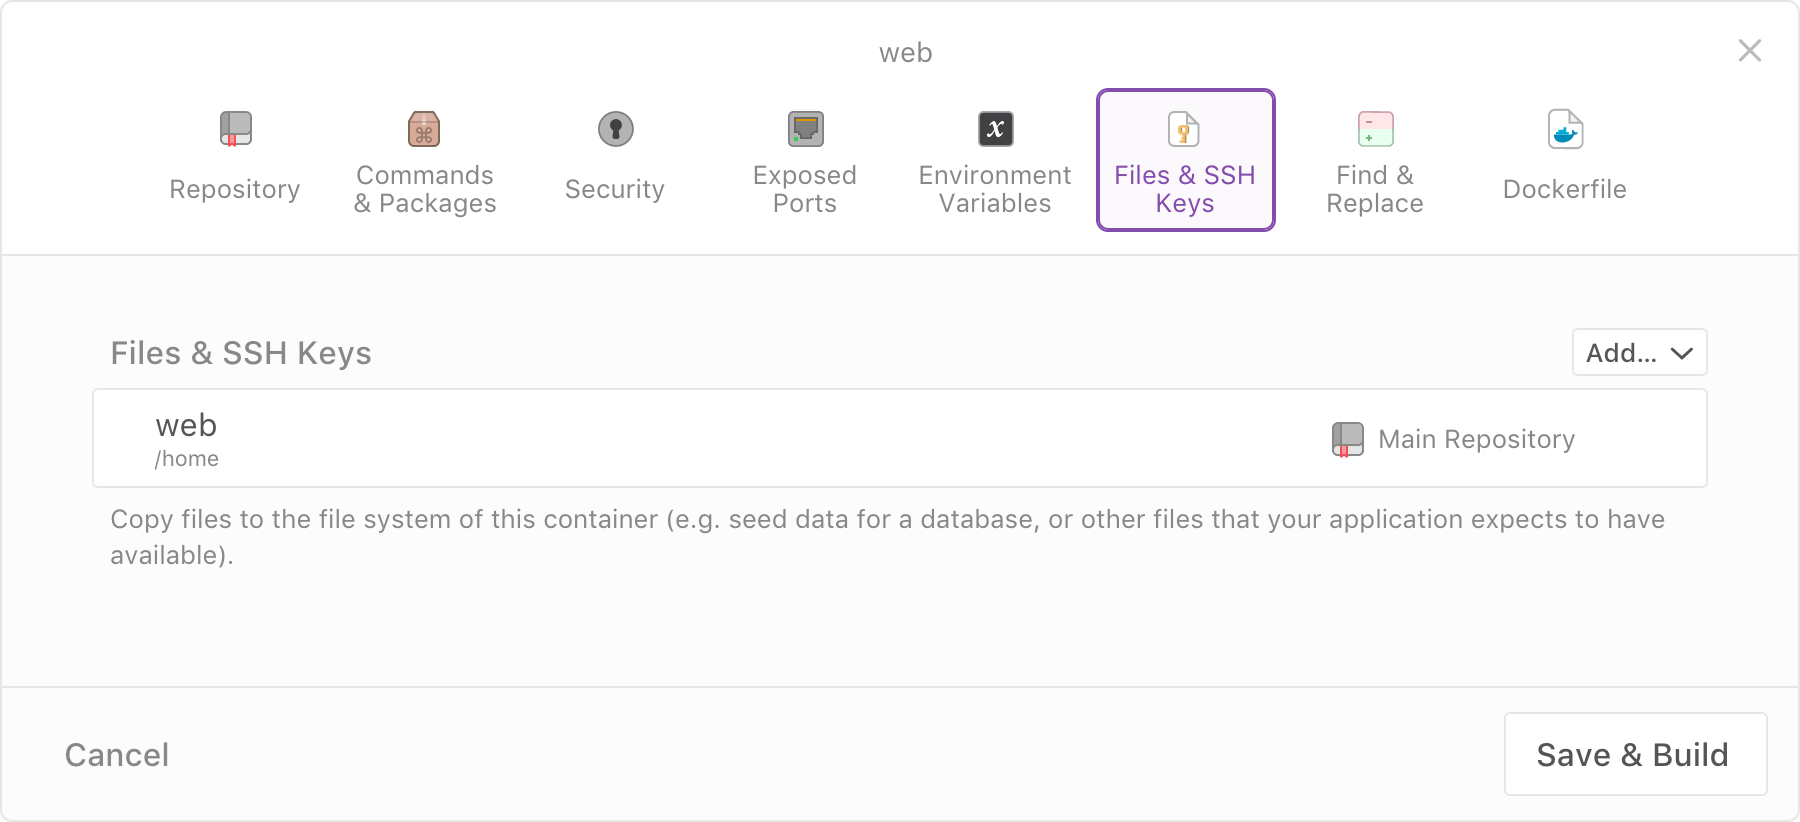 web
Repository
Commands
& Packages
Security
Exposed
Ports
Environment
Variables
Files & SSH
Keys
Find &
Replace
Dockerfile
Files & SSH Keys
Add...
web
/home
Main Repository
Copy files to the file system of this container (e.g. seed data for a database, or other files that your application expects to have
available).
Cancel
Save & Build